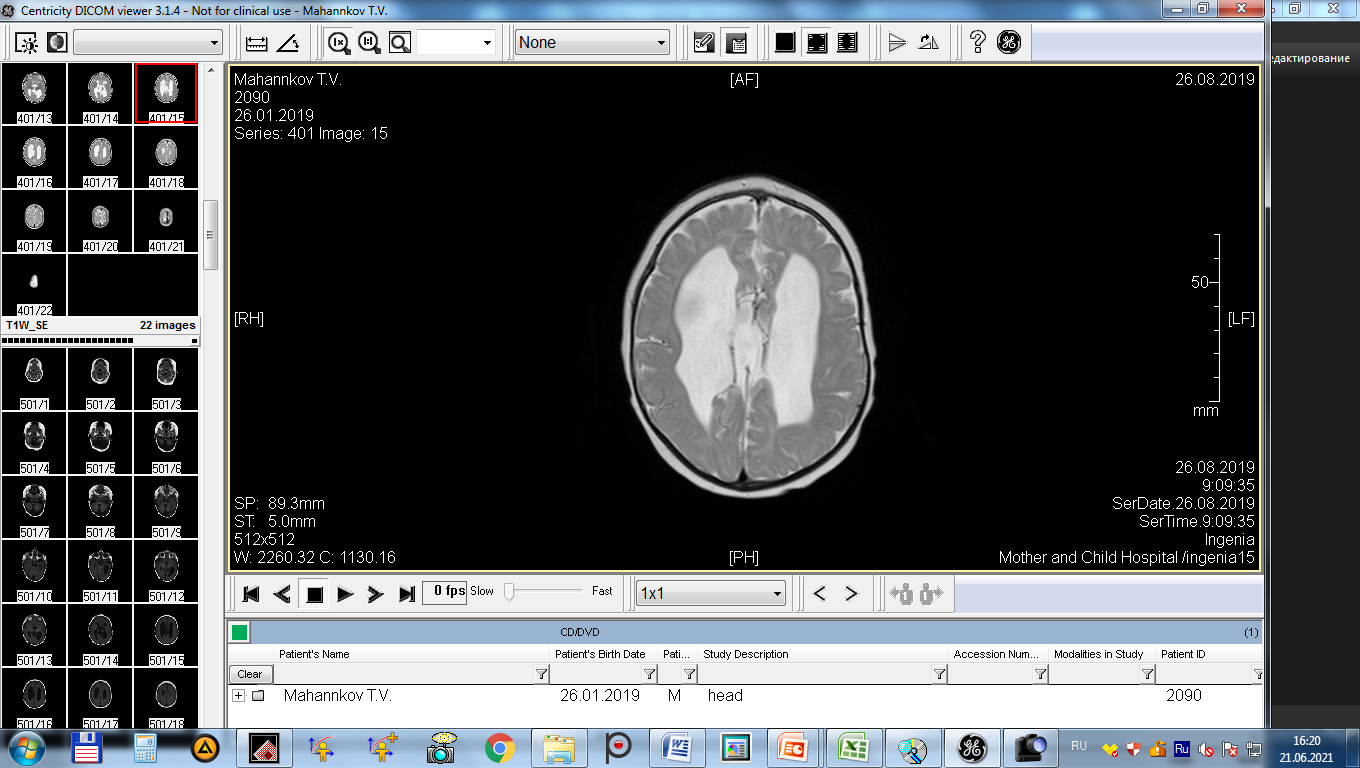 Centricity DICOM viewer 3.1.4 - Not for clinical use - Mahannkov T.V.
едактирование
None
401/13 401/14 401/15
401/16 401/17 401/18
401/19 401/20 401/21
401/22
T1W_SE 22 images
501/1 501/2 501/3
501/4 501/5 501/6
501/7 501/8 501/9
501/10 501/11 501/12
501/13 501/14 501/15
501/16 501/17 501/18
Mahannkov T.V.
2090
26.01.2019
Series: 401 Image: 15
[AF]
26.08.2019
[RH]
50
[LF]
mm
SP: 89.3mm
ST: 5.0mm
512x512
W: 2260.32 C: 1130.16
[PH]
26.08.2019
9:09:35
SerDate.26.08.2019
SerTime.9:09:35
Ingenia
Mother and Child Hospital /ingenia15
0 fps Slow Fast
1x1
CD/DVD (1)
Patient's Name Patient's Birth Date Pati... Study Description Accession Num... Modalities in Study Patient ID
Clear
Mahannkov T.V. 26.01.2019 M head 2090
RU
Ru
16:20
21.06.2021